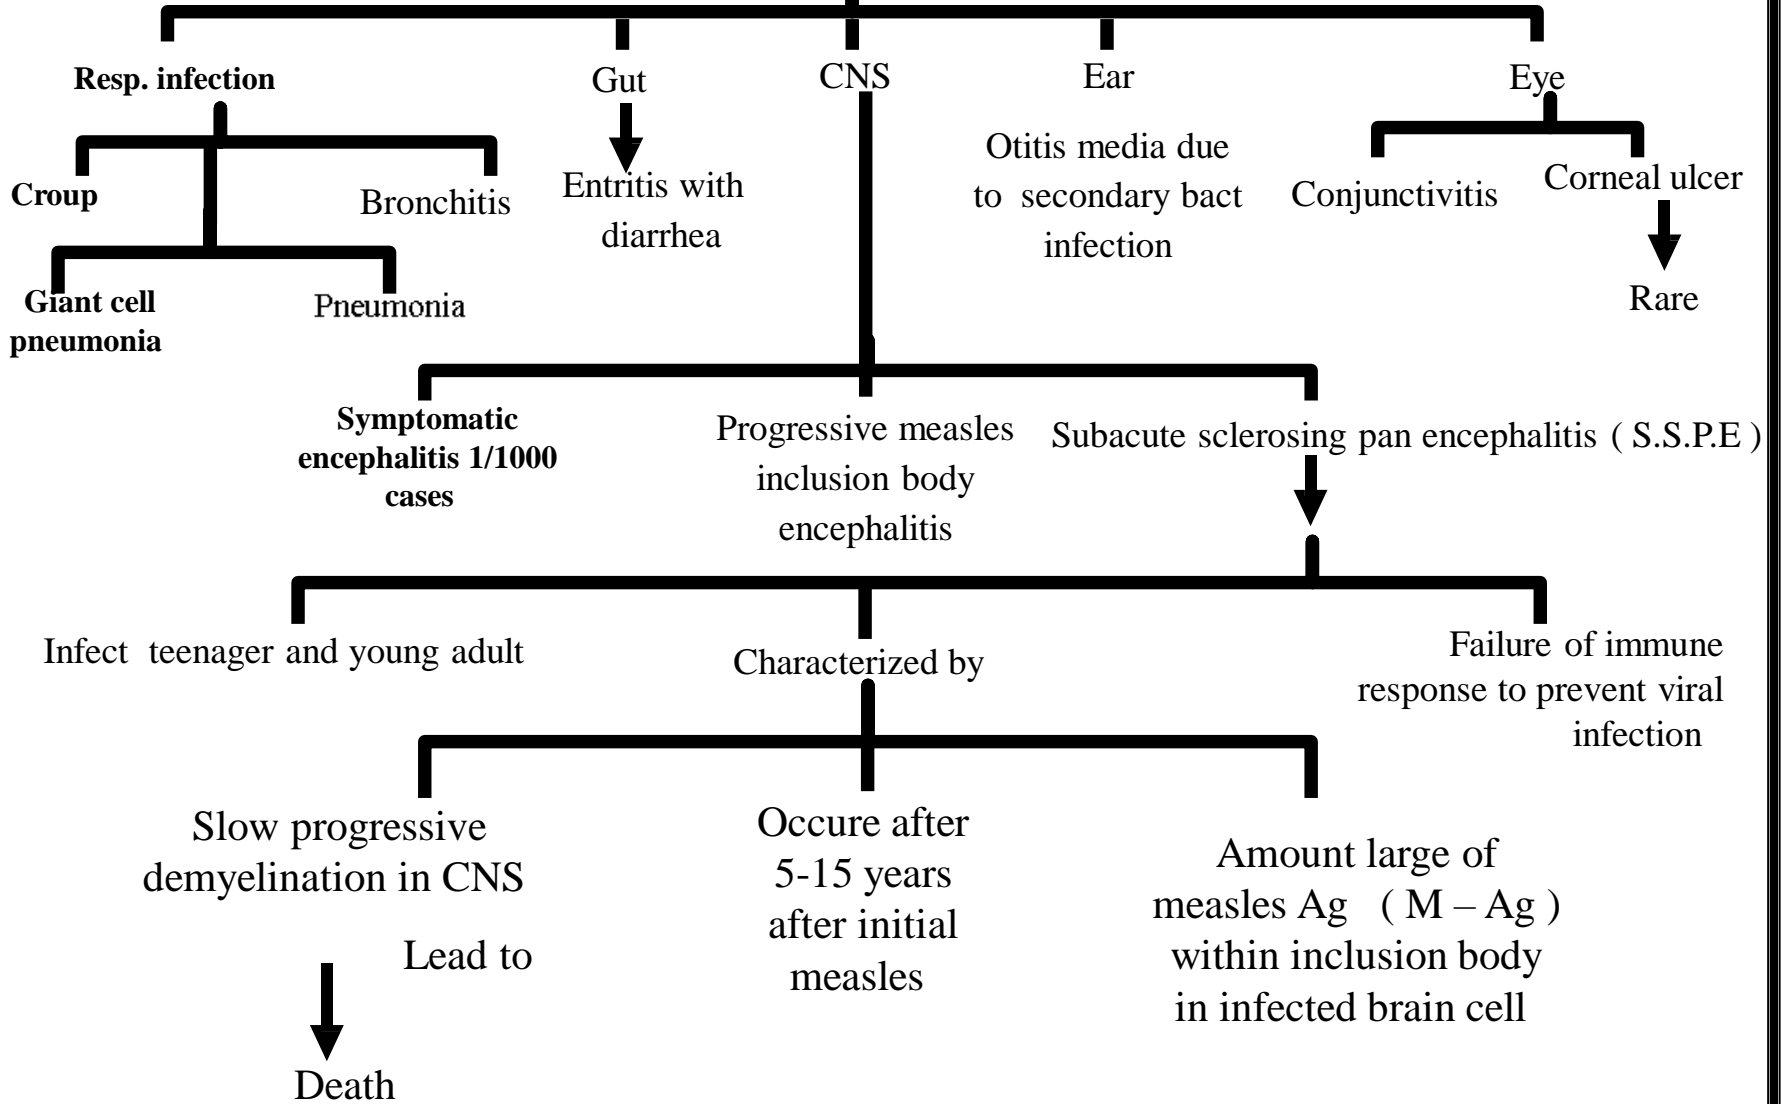 Resp. infection
Gut
CNS
Ear
Eye
Croup
Bronchitis
Entritis with
diarrhea
Otitis media due
to secondary bact
infection
Conjunctivitis
Corneal ulcer
Rare
Giant cell
pneumonia
Pneumonia
Symptomatic
encephalitis 1/1000
cases
Progressive measles
inclusion body
encephalitis
Subacute sclerosing pan encephalitis ( S.S.P.E )
Infect teenager and young adult
Characterized by
Failure of immune
response to prevent viral
infection
Slow progressive
demyelination in CNS
Lead to
Death
Occure after
5-15 years
after initial
measles
Amount large of
measles Ag ( M – Ag )
within inclusion body
in infected brain cell